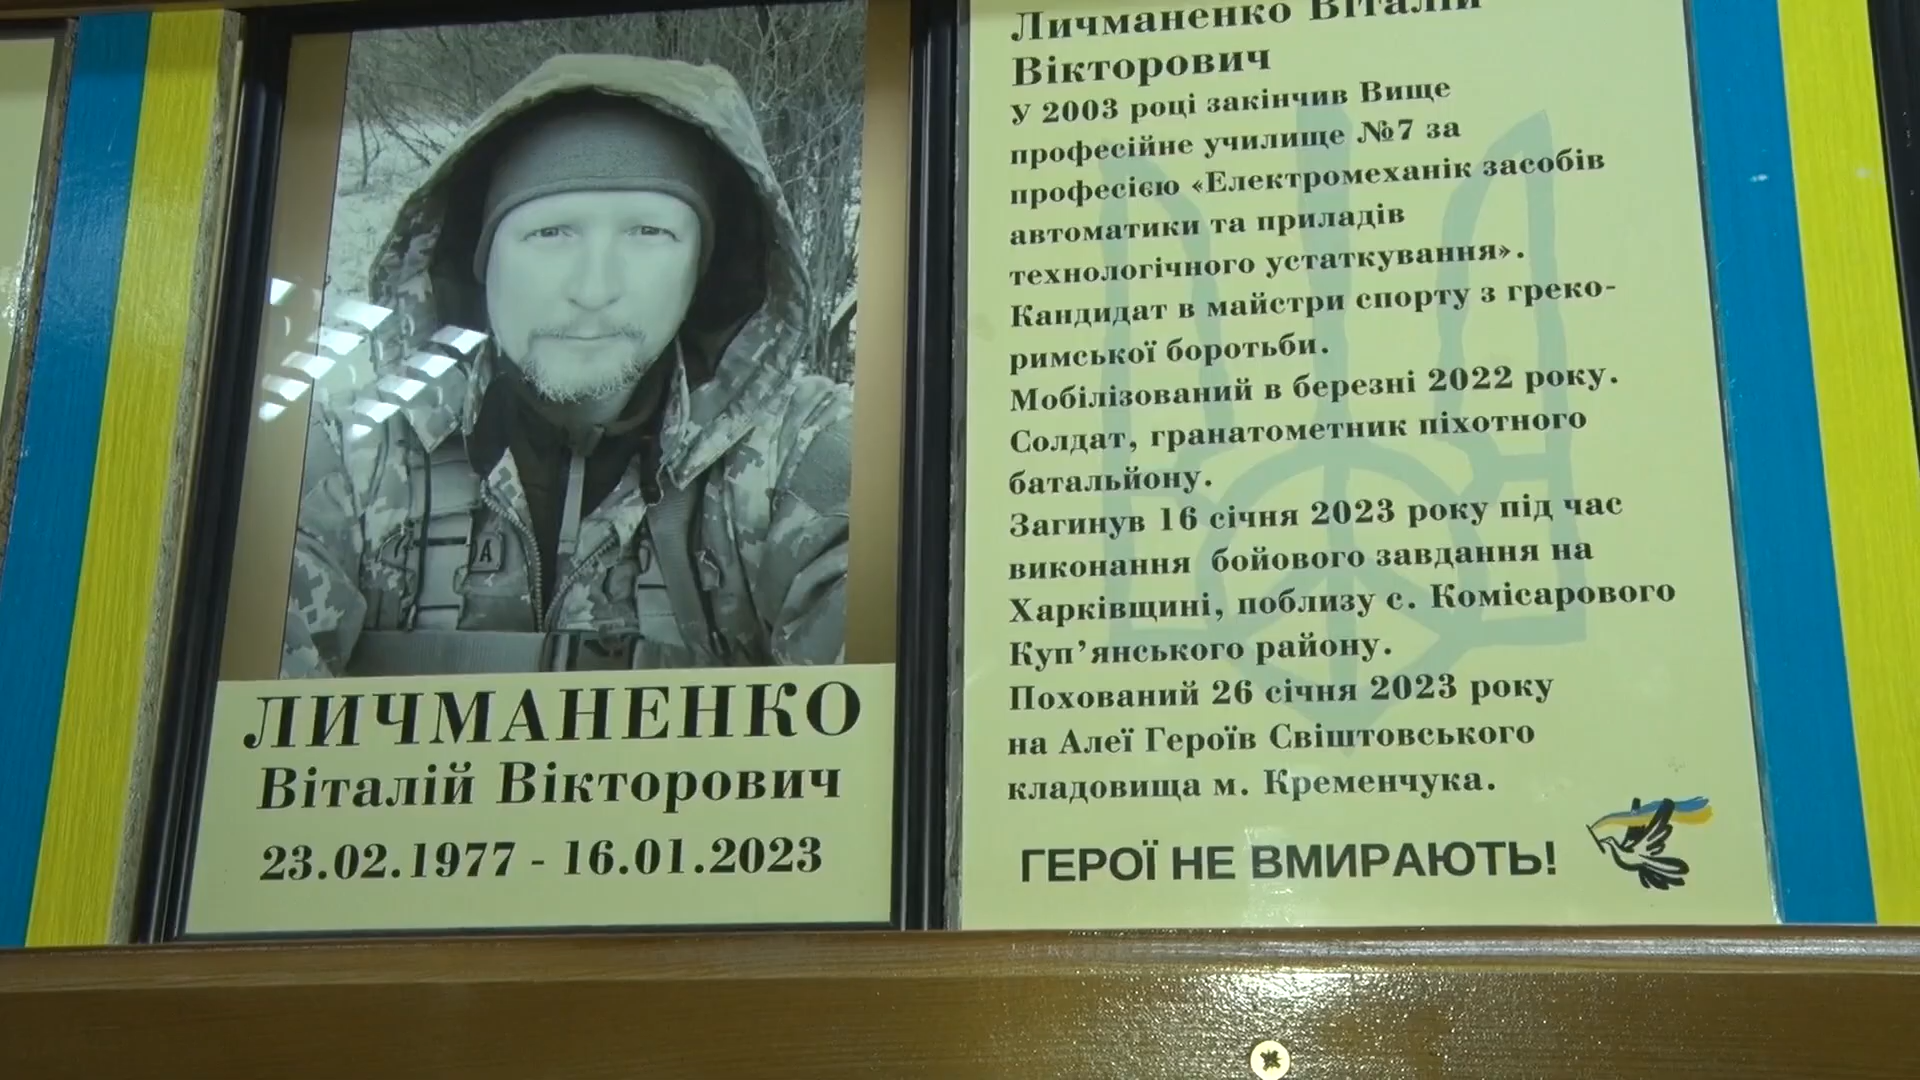 ЛИЧМАНЕНКО
Віталій Вікторович
23.02.1977 - 16.01.2023
А
Личманенко Віталій
Вікторович
У 2003 році закінчив Вище
професійне училище №7 за
професією «Електромеханік засобів
автоматики та приладів
технологічного устаткування».
Кандидат в майстри спорту з греко-
римської боротьби.
Мобілізований в березні 2022 року.
Солдат, гранатометник піхотного
батальйону.
Загинув 16 січня 2023 року під час
виконання бойового завдання на
Харківщині, поблизу с. Комісарового
Куп’янського району.
Похований 26 січня 2023 року
на Алеї Героїв Свіштовського
кладовища м. Кременчука.
ГЕРОЇ НЕ ВМИРАЮТЬ!